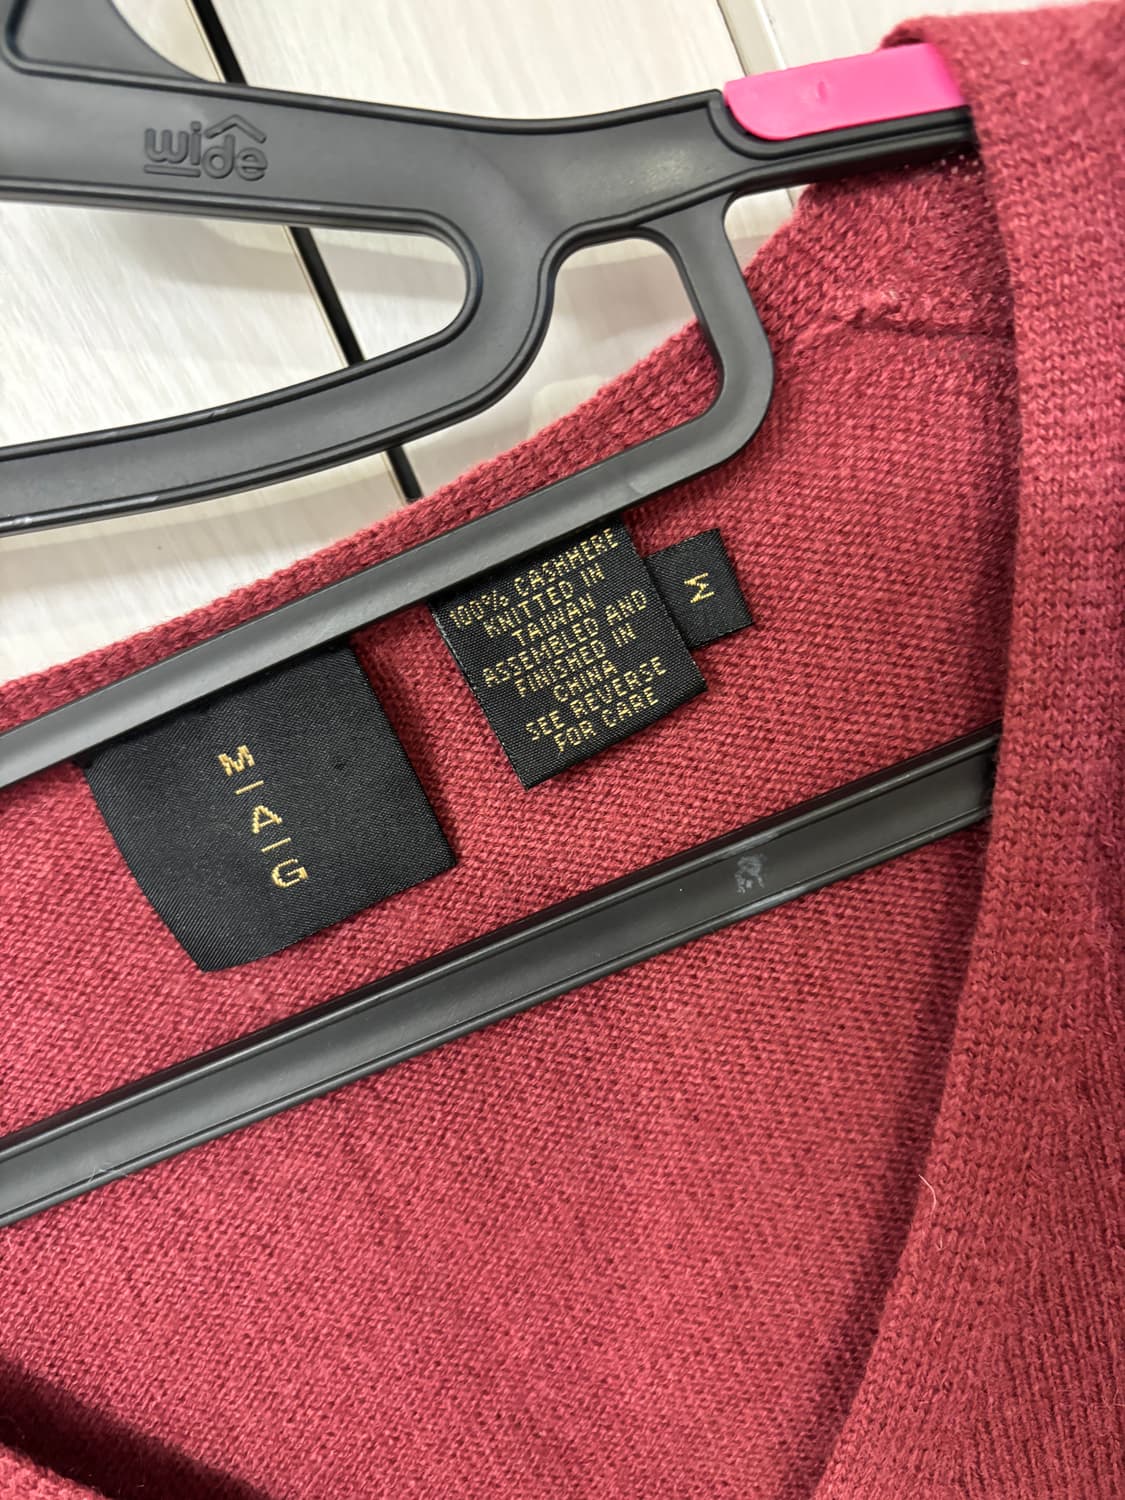 wide
100% CASHMERE
KNITTED IN
TAIWAN
ASSEMBLED AND
FINISHED IN
CHINA
SEE REVERSE
FOR CARE
M
M|A|G